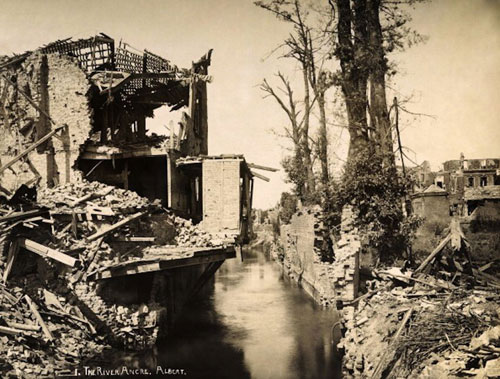 1. THE RIVER ANCRE. ALBERT.